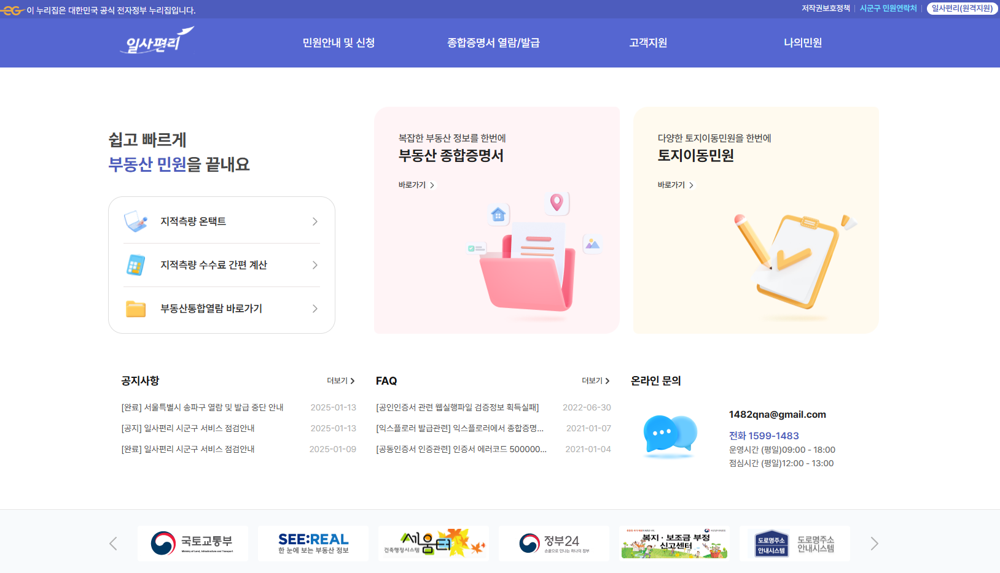 이 누리집은 대한민국 공식 전자정부 누리집입니다.
저작권보호정책
시군구 민원연락처
일사편리(원격지원)
일사편리
민원안내 및 신청
종합증명서 열람/발급
고객지원
나의민원
쉽고 빠르게
부동산 민원을 끝내요
지적측량 온택트
지적측량 수수료 간편 계산
부동산통합열람 바로가기
복잡한 부동산 정보를 한번에
부동산 종합증명서
바로가기
다양한 토지이동민원을 한번에
토지이동민원
바로가기
공지사항
더보기
[완료] 서울특별시 송파구 열람 및 발급 중단 안내 2025-01-13
[공지] 일사편리 시군구 서비스 점검안내 2025-01-13
[완료] 일사편리 시군구 서비스 점검안내 2025-01-09
FAQ
더보기
[공인인증서 관련 웹실행파일 검증정보 획득실패] 2022-06-30
[익스플로러 발급관련] 익스플로러에서 종합증명... 2021-01-07
[공동인증서 인증관련] 인증서 에러코드 500000... 2021-01-04
온라인 문의
1482qna@gmail.com
전화 1599-1483
운영시간 (평일)09:00 - 18:00
점심시간 (평일)12:00 - 13:00
국토교통부
Ministry of Land, Infrastructure and Transport
SEE:REAL
한 눈에 보는 부동산 정보
세움터
건축행정시스템
정부24
손끝으로 만나는 하나의 정부
복지·보조금 부정
신고센터
도로명주소
안내시스템
도로명주소
안내시스템